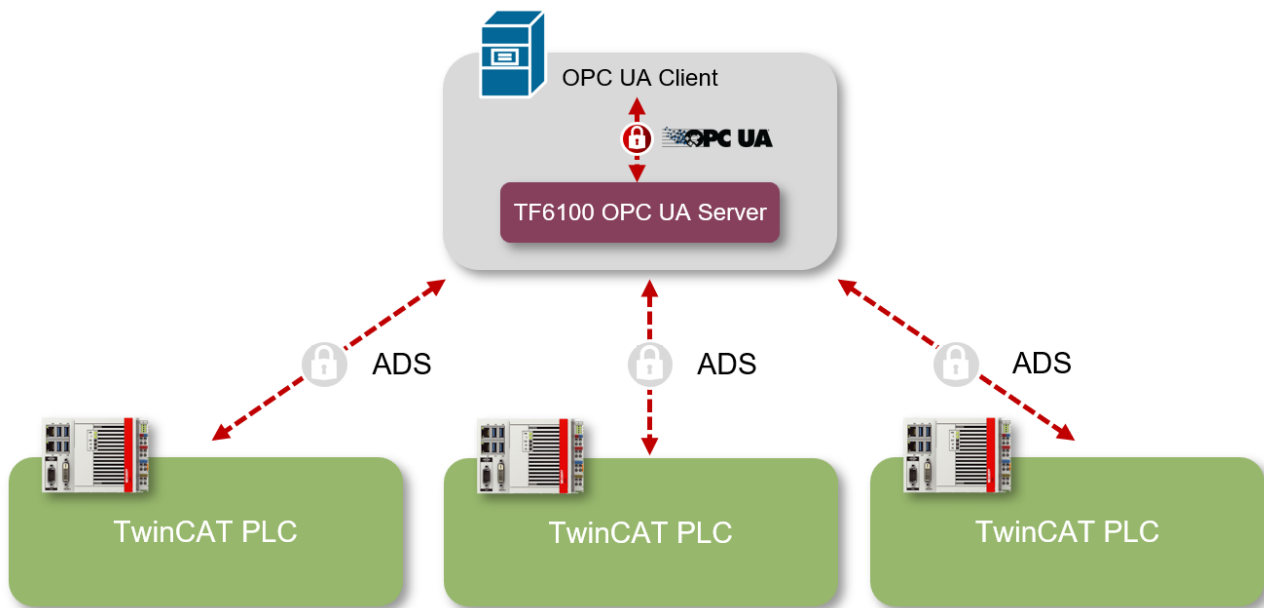 OPC UA Client
OPC UA
TF6100 OPC UA Server
ADS
ADS
ADS
TwinCAT PLC
TwinCAT PLC
TwinCAT PLC